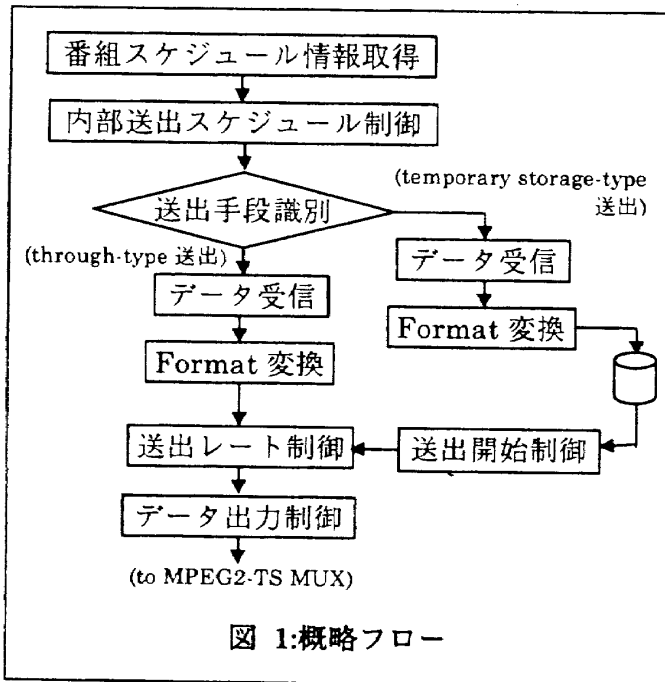 番組スケジュール情報取得
内部送出スケジュール制御
送出手段識別
(temporary storage-type
送出)
(through-type 送出)
データ受信
データ受信
Format 変換
Format 変換
送出レート制御
送出開始制御
データ出力制御
(to MPEG2-TS MUX)
図 1:概略フロー